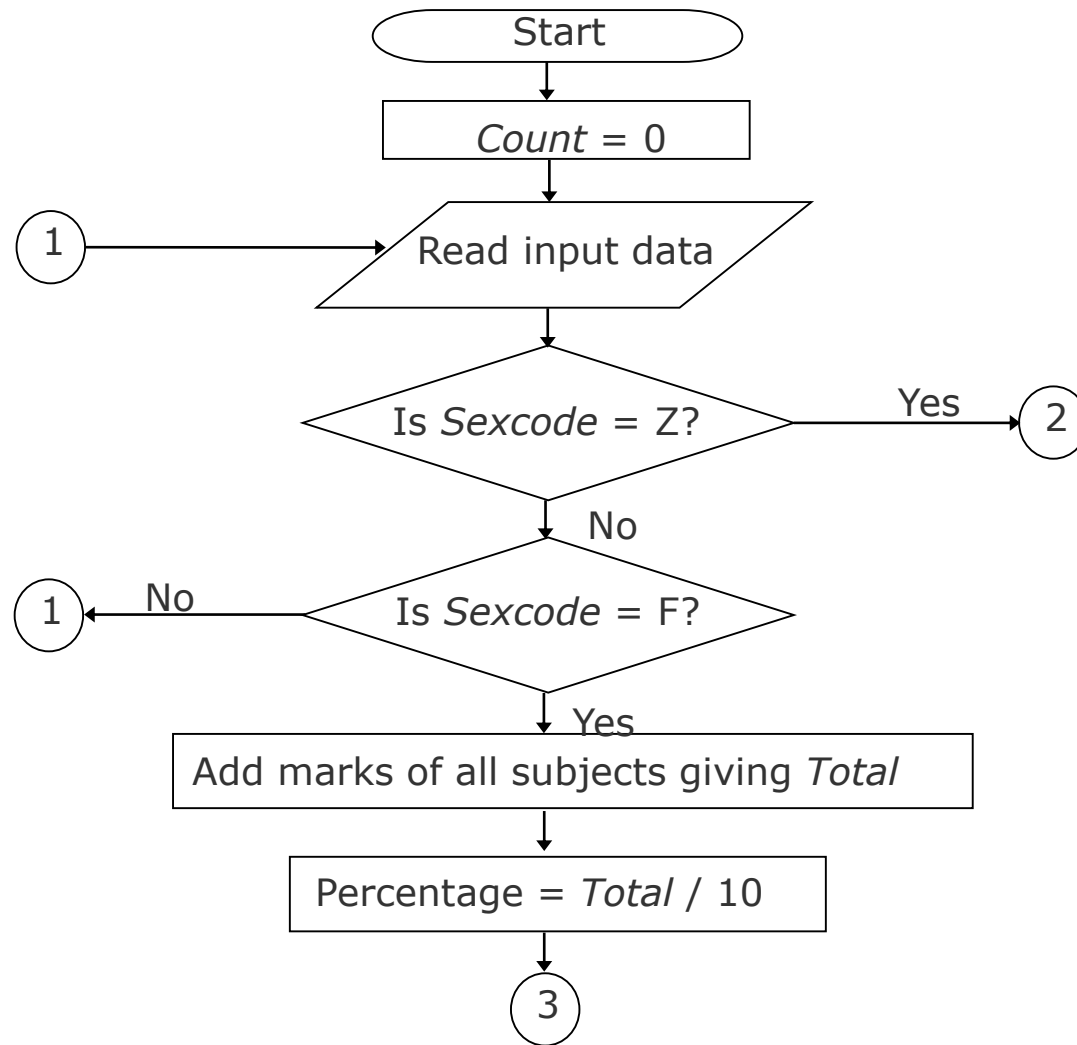 Start
Count = 0
1
Read input data
Is Sexcode = Z?
Yes
2
No
1
No
Is Sexcode = F?
Yes
Add marks of all subjects giving Total
Percentage = Total / 10
3